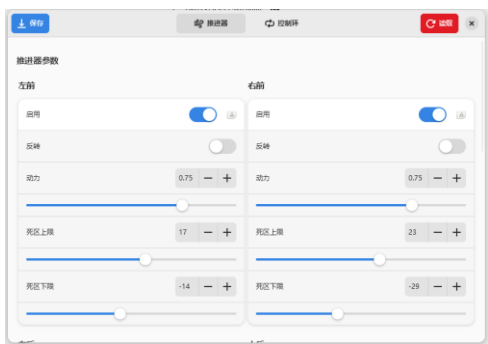 保存 推进器 控制环 读取
推进器参数
左前 右前
启用 启用
反转 反转
动力 0.75 动力 0.75
死区上限 17 死区上限 23
死区下限 -14 死区下限 -29